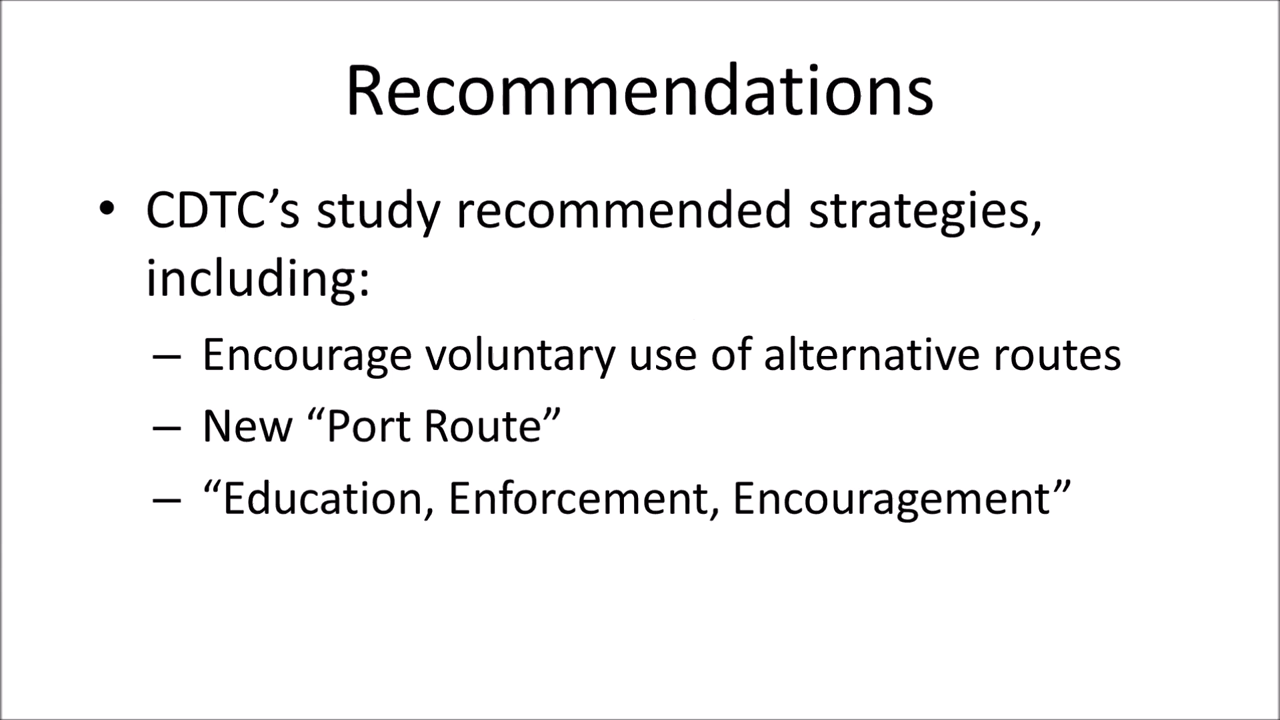 Recommendations
• CDTC’s study recommended strategies,
including:
– Encourage voluntary use of alternative routes
– New “Port Route”
– “Education, Enforcement, Encouragement”